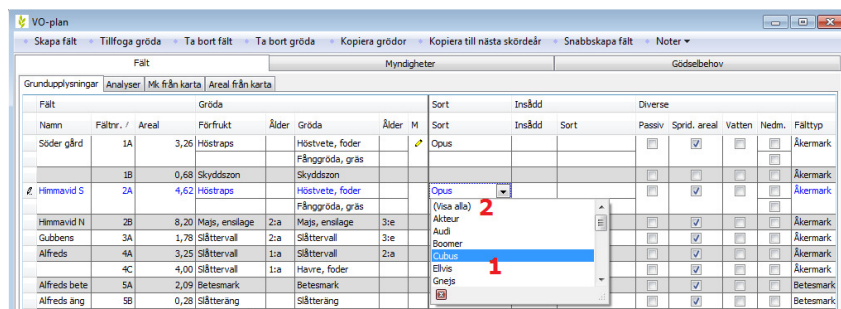 VO-plan
Skapa fält Tillfoga gröda Ta bort fält Ta bort gröda Kopiera grödor Kopiera till nästa skördeår Snabbskapa fält Noter
Fält Myndigheter Gödselbehov
Grundupplysningar Analyser Mk från karta Areal från karta
Fält Gröda Sort Insådd Diverse
Namn Fältnr. / Areal Förfrukt Ålder Gröda Ålder M Sort Insådd Sort Passiv Sprid. areal Vatten Nedm. Fälttyp
Söder gård 1A 3,26 Höstraps Höstvete, foder Opus Åkermark
Fånggröda, gräs
1B 0,68 Skyddszon Skyddszon Åkermark
Himmavid S 2A 4,62 Höstraps Höstvete, foder Opus Åkermark
Fånggröda, gräs (Visa alla) 2
Himmavid N 2B 8,20 Majs, ensilage 2:a Majs, ensilage 3:e Akteur Åkermark
Gubbens 3A 1,78 Slåttervall 2:a Slåttervall 3:e Audi Åkermark
Boomer
Alfreds 4A 3,25 Slåttervall 1:a Slåttervall 2:a Cubus Åkermark
4C 4,00 Slåttervall 1:a Havre, foder Ellvis 1 Åkermark
Alfreds bete 5A 2,09 Betesmark Betesmark Gnejs Betesmark
Alfreds äng 5B 0,28 Slåtteräng Slåtteräng Betesmark